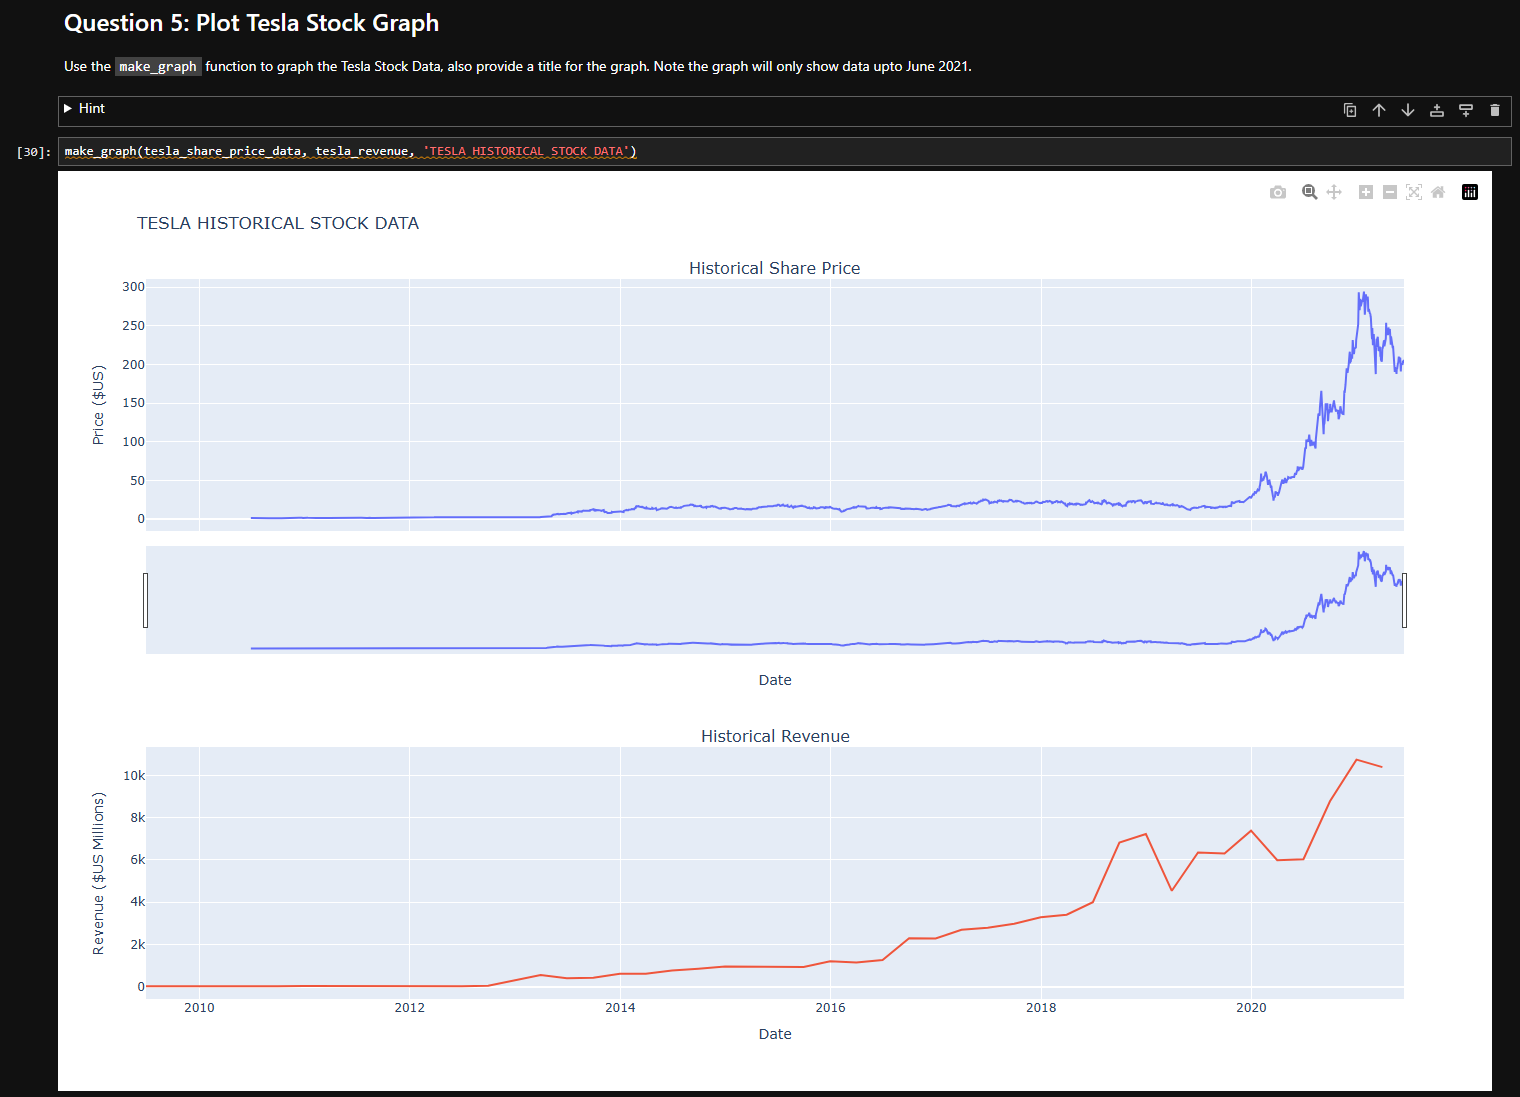 Question 5: Plot Tesla Stock Graph
Use the make_graph function to graph the Tesla Stock Data, also provide a title for the graph. Note the graph will only show data upto June 2021.
Hint
[30]: make_graph(tesla_share_price_data, tesla_revenue, 'TESLA HISTORICAL STOCK DATA')
TESLA HISTORICAL STOCK DATA
Historical Share Price
Price ($US)
300
250
200
150
100
50
0
Date
Historical Revenue
Revenue ($US Millions)
10k
8k
6k
4k
2k
0
2010 2012 2014 2016 2018 2020
Date